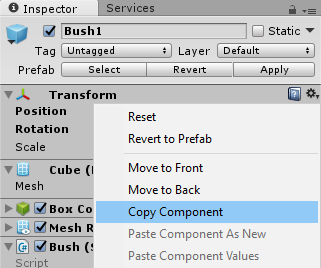 Inspector
Services
Bush1
Static
Tag Untagged Layer Default
Prefab Select Revert Apply
Transform
Position
Rotation
Scale
Reset
Revert to Prefab
Move to Front
Move to Back
Copy Component
Paste Component As New
Paste Component Values
Cube (
Mesh
Box Co
Mesh R
Bush (S
Script